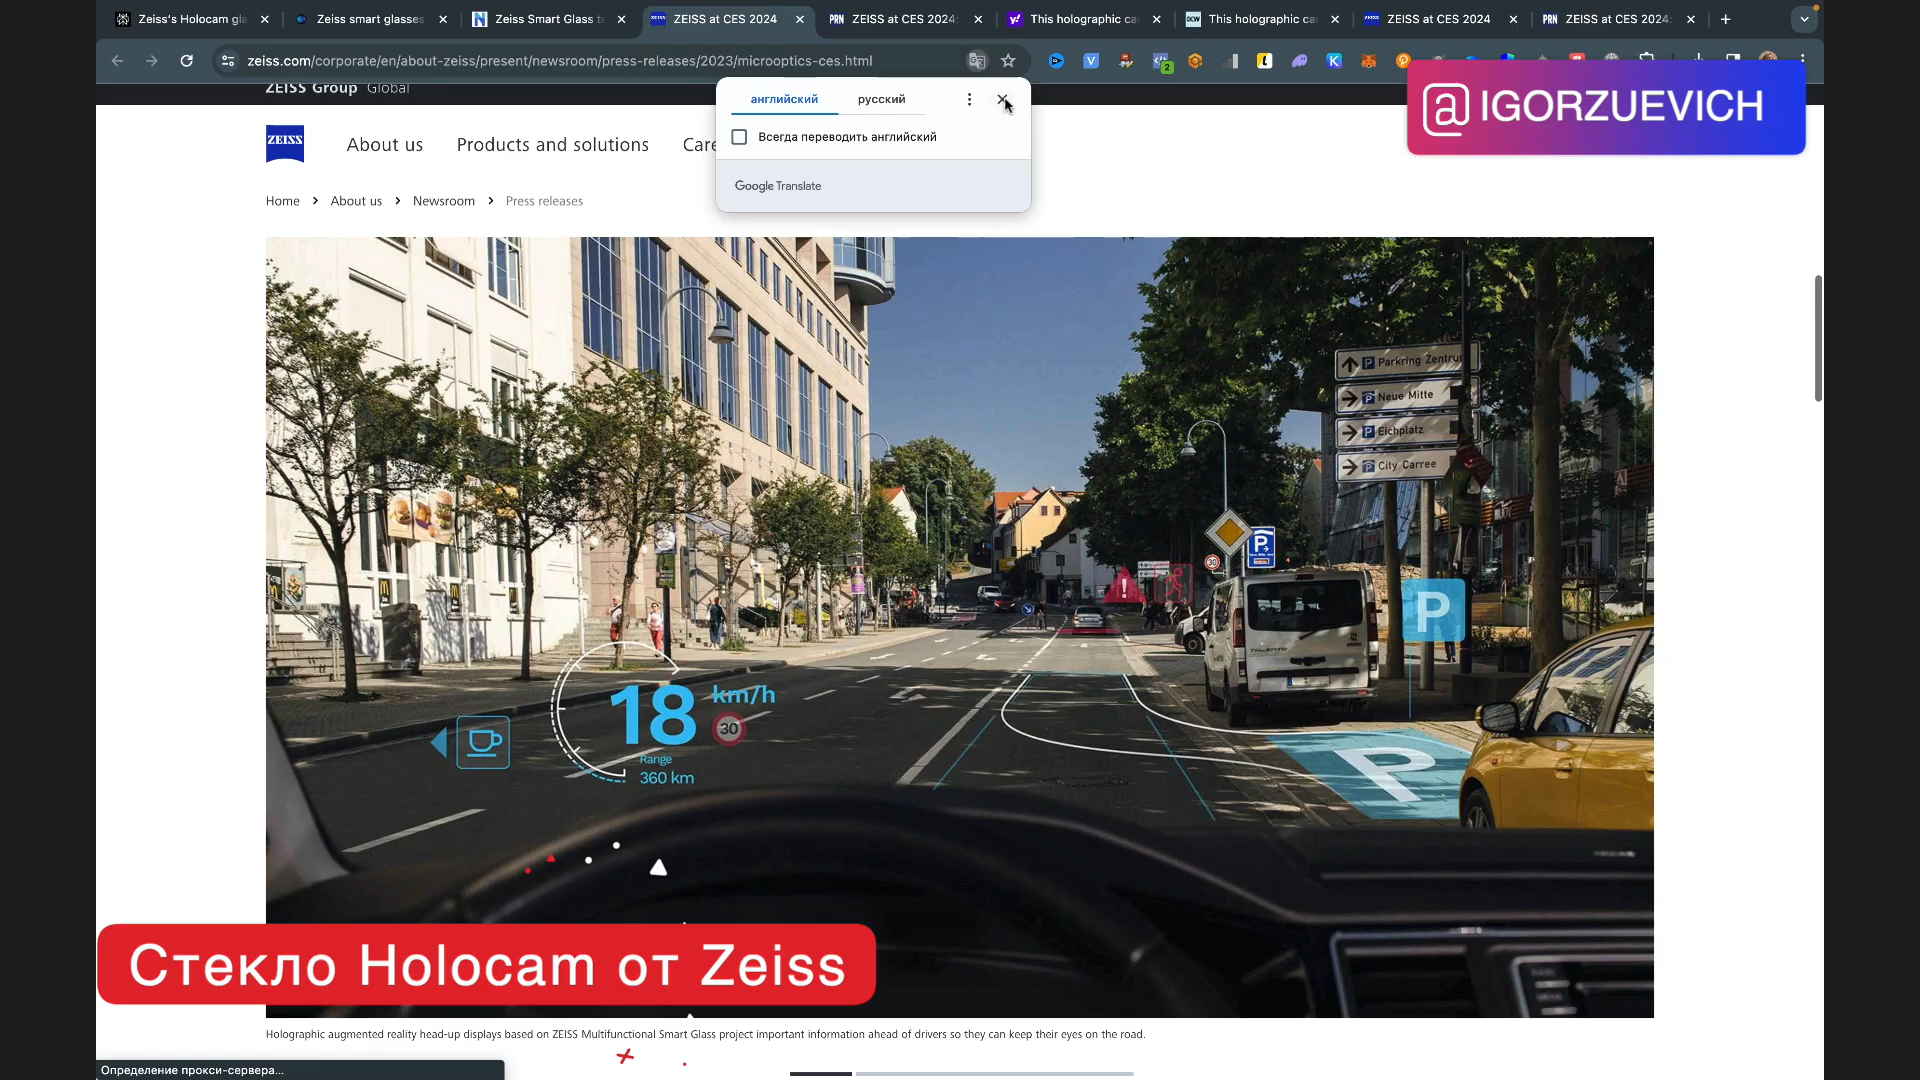 Zeiss's Holocam gla
Zeiss smart glasses
Zeiss Smart Glass te
ZEISS at CES 2024
ZEISS at CES 2024:
This holographic ca
This holographic ca
ZEISS at CES 2024
ZEISS at CES 2024:
zeiss.com/corporate/en/about-zeiss/present/newsroom/press-releases/2023/microoptics-ces.html
ZEISS Group Global
английский русский
Всегда переводить английский
Google Translate
@IGORZUEVICH
ZEISS
About us Products and solutions Care
Home > About us > Newsroom > Press releases
P Parkring Zentrum
P Neue Mitte
P Eichplatz
P City Carree
P
30
P
18 km/h
30
Range
360 km
P
Стекло Holocam от Zeiss
Holographic augmented reality head-up displays based on ZEISS Multifunctional Smart Glass project important information ahead of drivers so they can keep their eyes on the road.
Определение прокси-сервера...